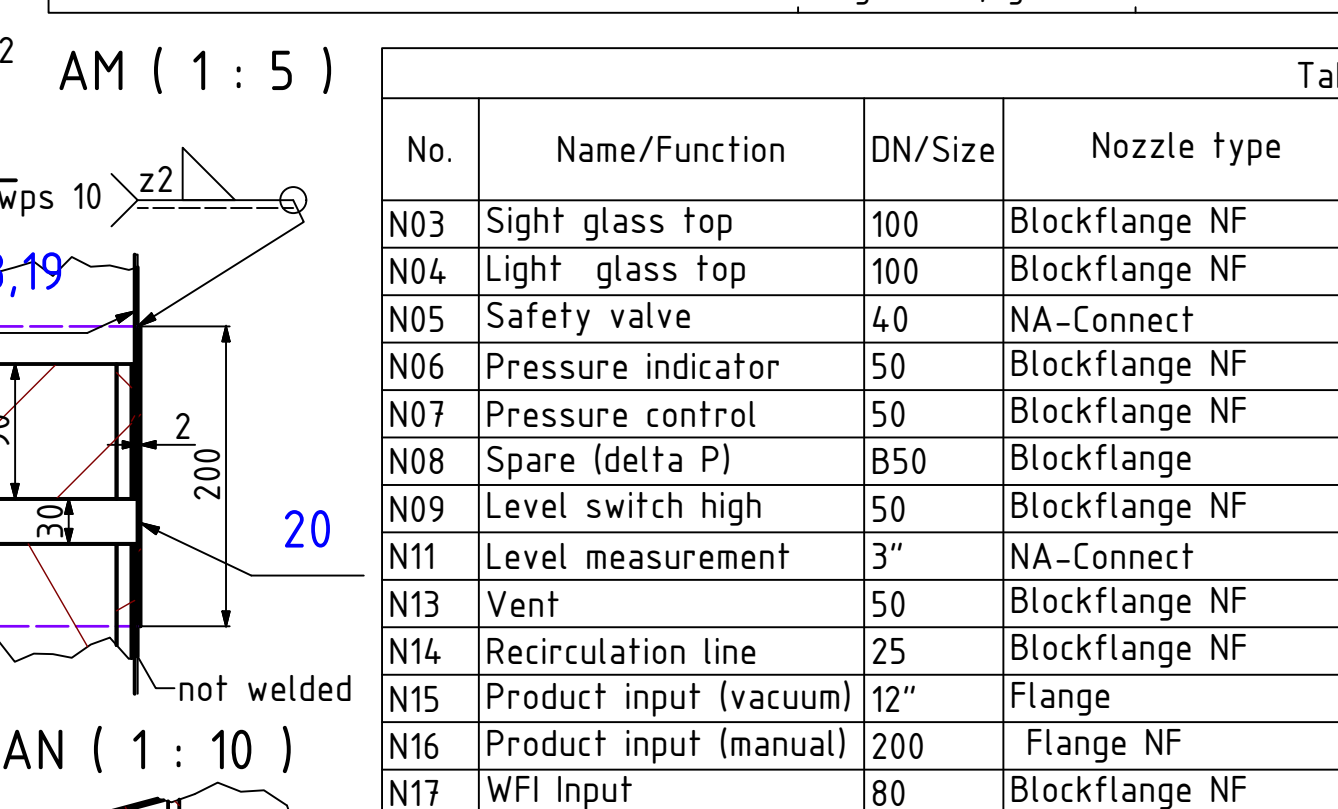 AM ( 1 : 5 )
wps 10
z2
,19
2
200
30
20
not welded
AN ( 1 : 10 )
No. Name/Function DN/Size Nozzle type
N03 Sight glass top 100 Blockflange NF
N04 Light glass top 100 Blockflange NF
N05 Safety valve 40 NA-Connect
N06 Pressure indicator 50 Blockflange NF
N07 Pressure control 50 Blockflange NF
N08 Spare (delta P) B50 Blockflange
N09 Level switch high 50 Blockflange NF
N11 Level measurement 3" NA-Connect
N13 Vent 50 Blockflange NF
N14 Recirculation line 25 Blockflange NF
N15 Product input (vacuum) 12" Flange
N16 Product input (manual) 200 Flange NF
N17 WFI Input 80 Blockflange NF